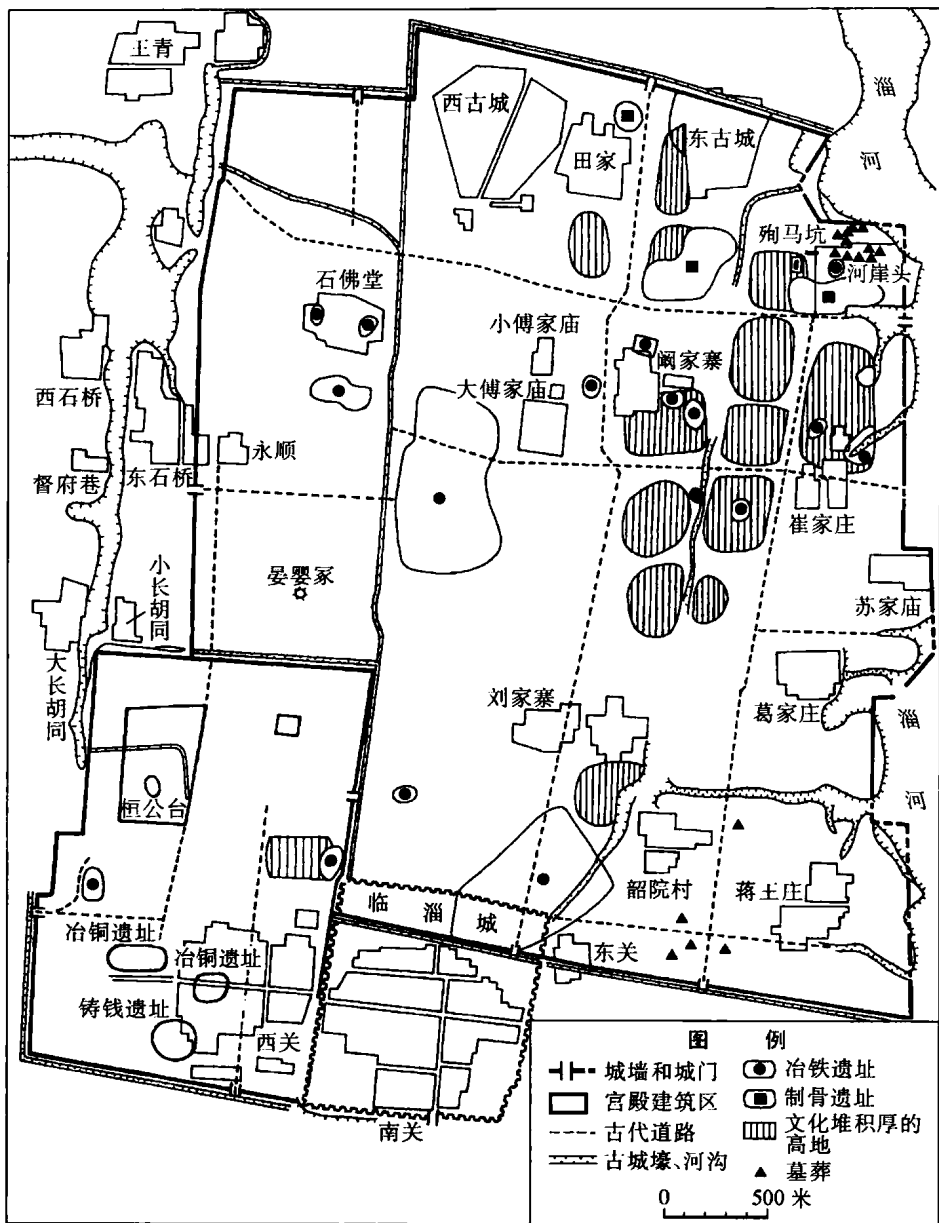 王青
西古城
田家
东古城
淄
河
殉马坑
河崖头
石佛堂
小傅家庙
阚家寨
大傅家庙
西石桥
东石桥
永顺
督府巷
崔家庄
小长胡同
晏婴冢
苏家庙
大长胡同
刘家寨
葛家庄
淄
河
桓公台
韶院村
蒋王庄
临淄城
东关
冶铜遗址
冶铜遗址
铸钱遗址
西关
南关
图例
城墙和城门
宫殿建筑区
古代道路
古城壕、河沟
冶铁遗址
制骨遗址
文化堆积厚的
高地
墓葬
0 500 米